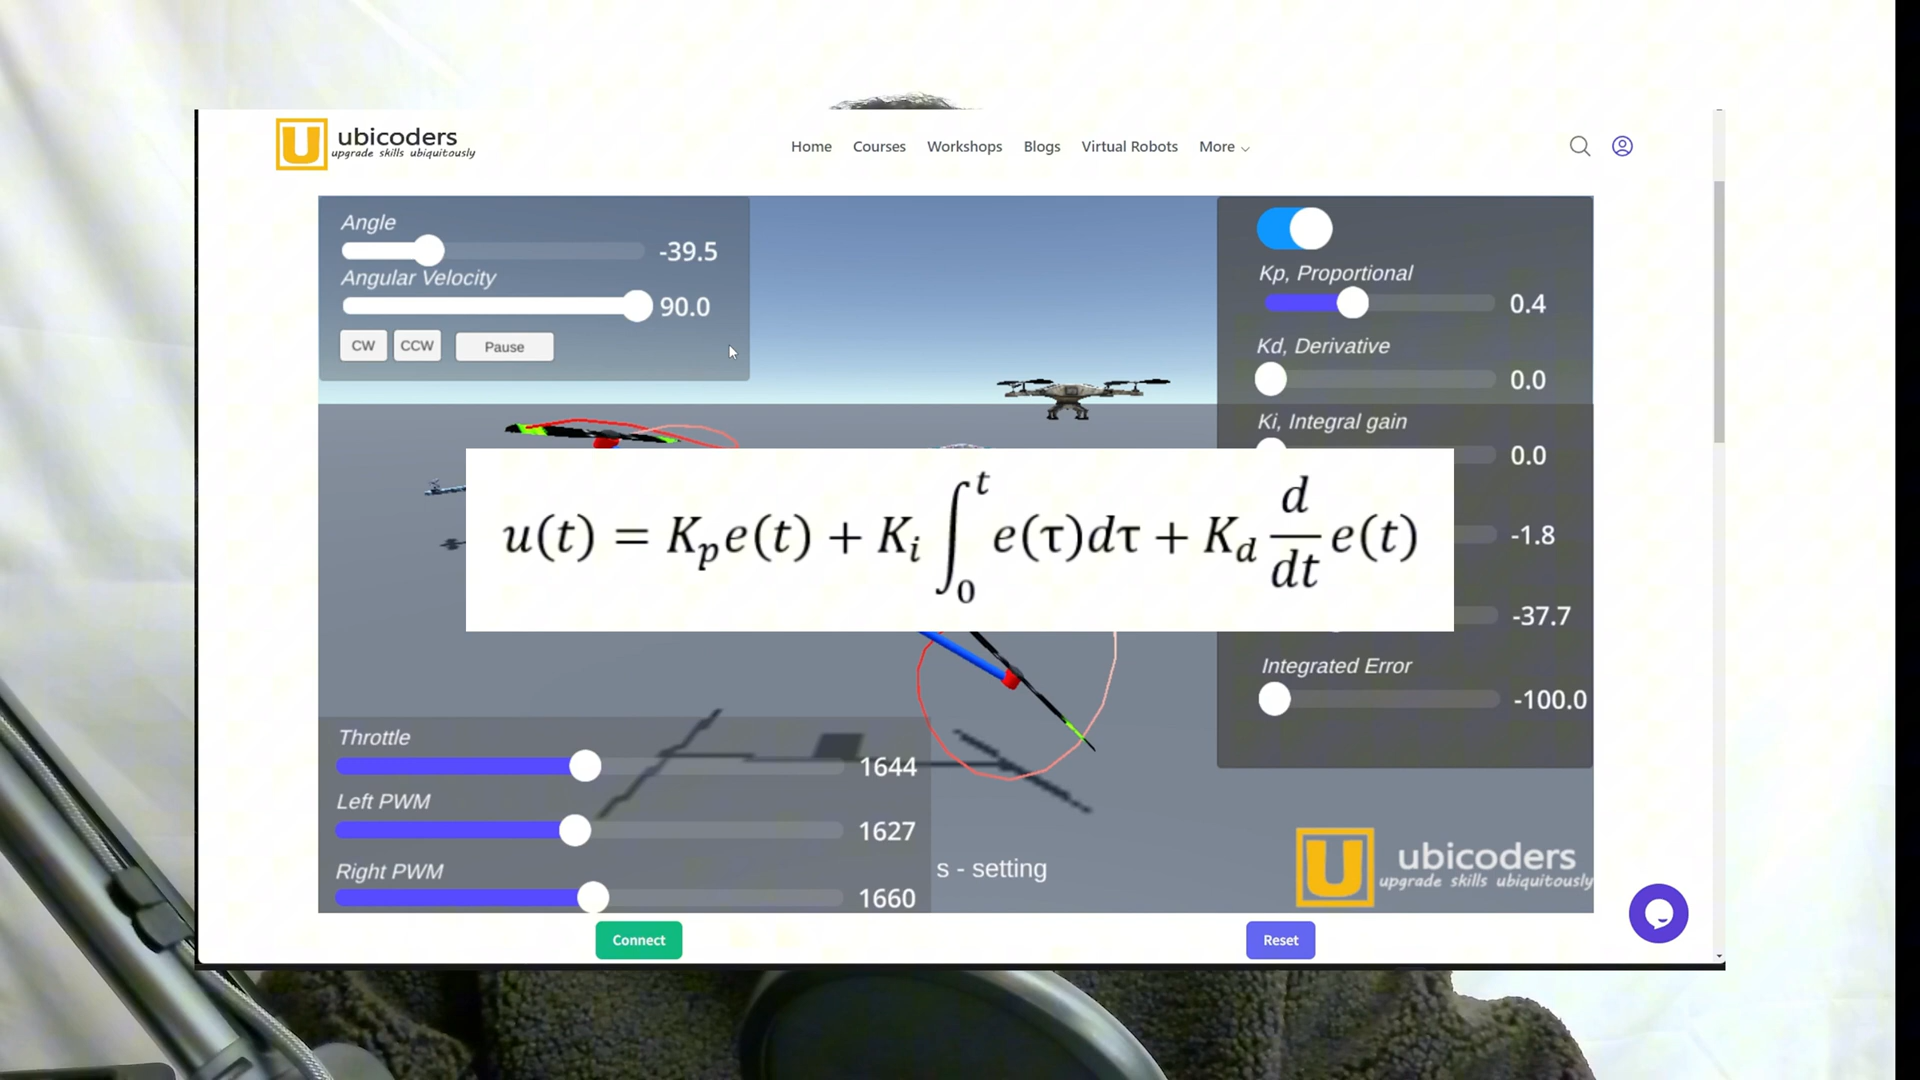 ubicoders
upgrade skills ubiquitously
Home Courses Workshops Blogs Virtual Robots More
Angle
-39.5
Angular Velocity
90.0
CW CCW Pause
Kp, Proportional
0.4
Kd, Derivative
0.0
Ki, Integral gain
0.0
u(t) = Kₚe(t) + Kᵢ ∫₀ᵗ e(τ)dτ + K_d d/dt e(t)
-1.8
-37.7
Integrated Error
-100.0
Throttle
1644
Left PWM
1627
Right PWM
1660
s - setting
ubicoders
upgrade skills ubiquitously
Connect Reset